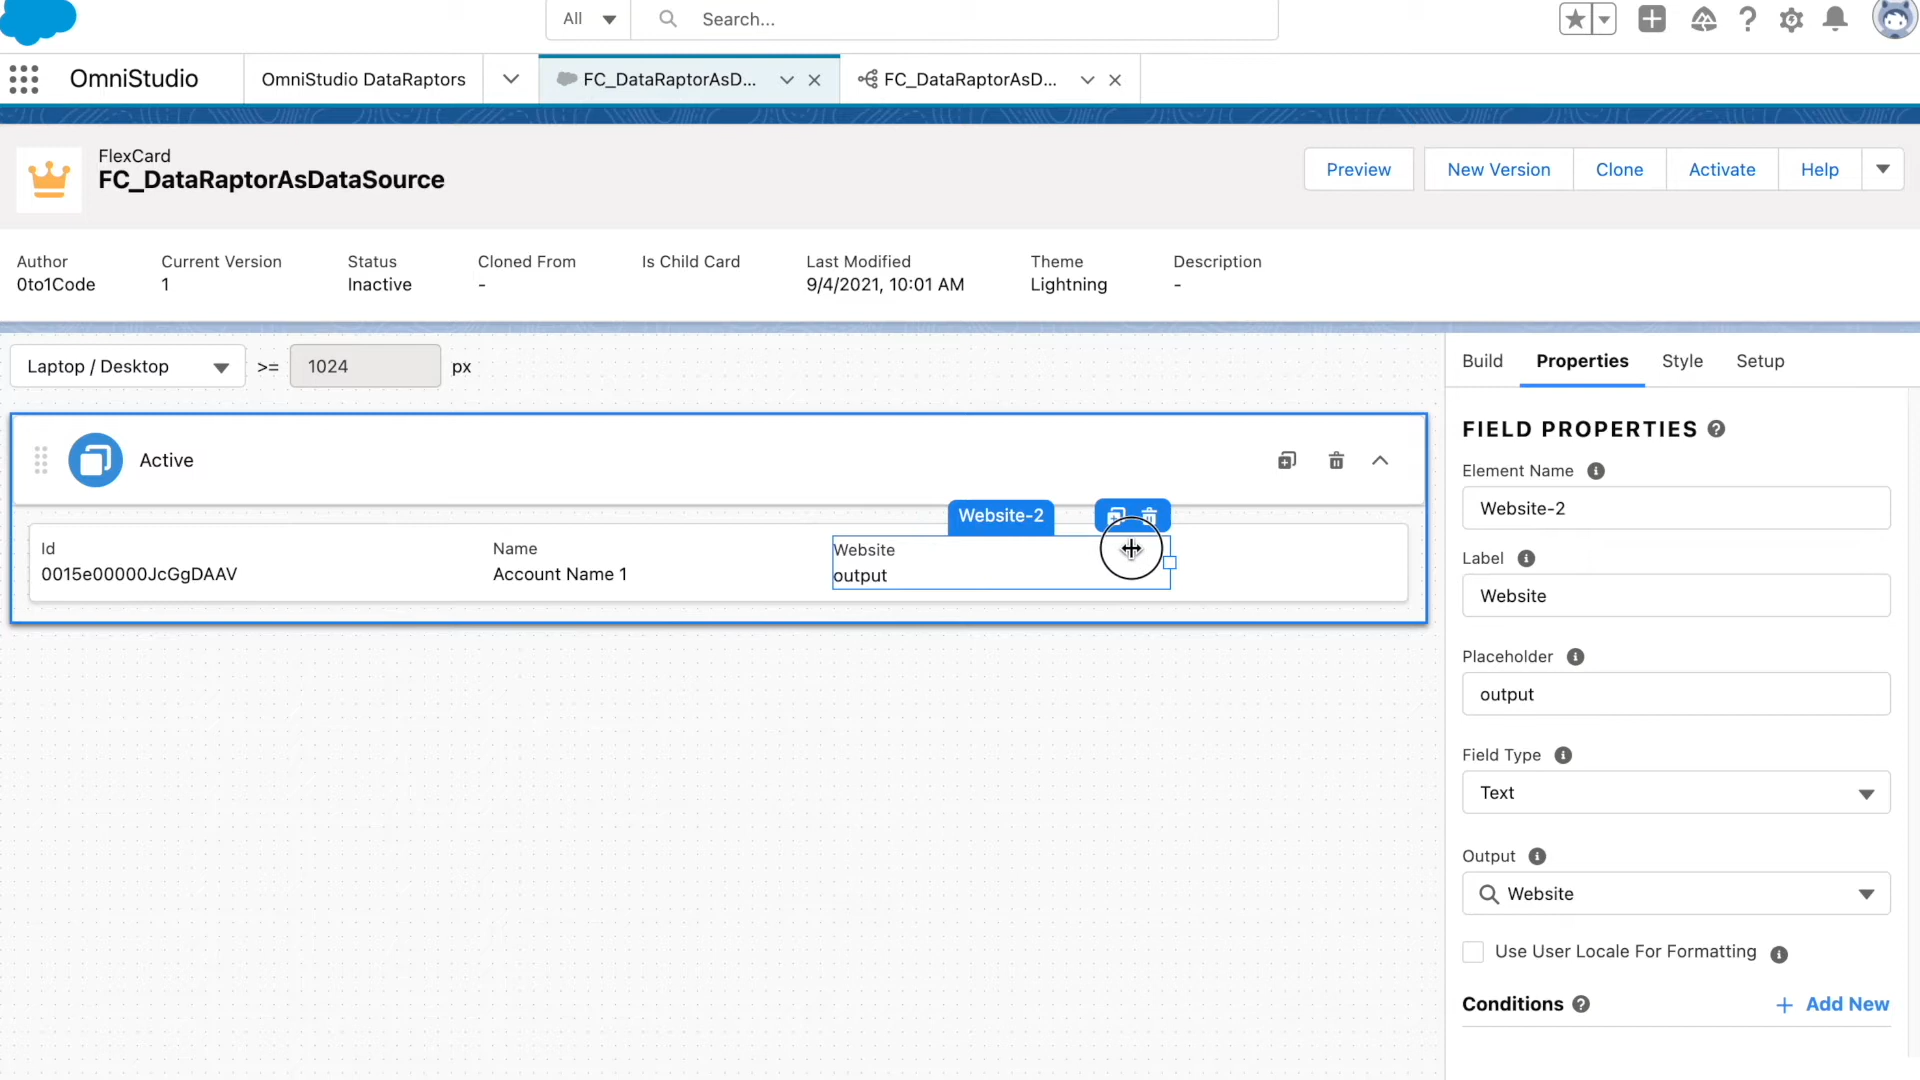 All
Search...
OmniStudio
OmniStudio DataRaptors
FC_DataRaptorAsD...
FC_DataRaptorAsD...
FlexCard
FC_DataRaptorAsDataSource
Preview
New Version
Clone
Activate
Help
Author
0to1Code
Current Version
1
Status
Inactive
Cloned From
-
Is Child Card
Last Modified
9/4/2021, 10:01 AM
Theme
Lightning
Description
-
Laptop / Desktop
>=
1024
px
Build
Properties
Style
Setup
Active
Website-2
Id
0015e00000JcGgDAAV
Name
Account Name 1
Website
output
FIELD PROPERTIES
Element Name
Website-2
Label
Website
Placeholder
output
Field Type
Text
Output
Website
Use User Locale For Formatting
Conditions
+ Add New